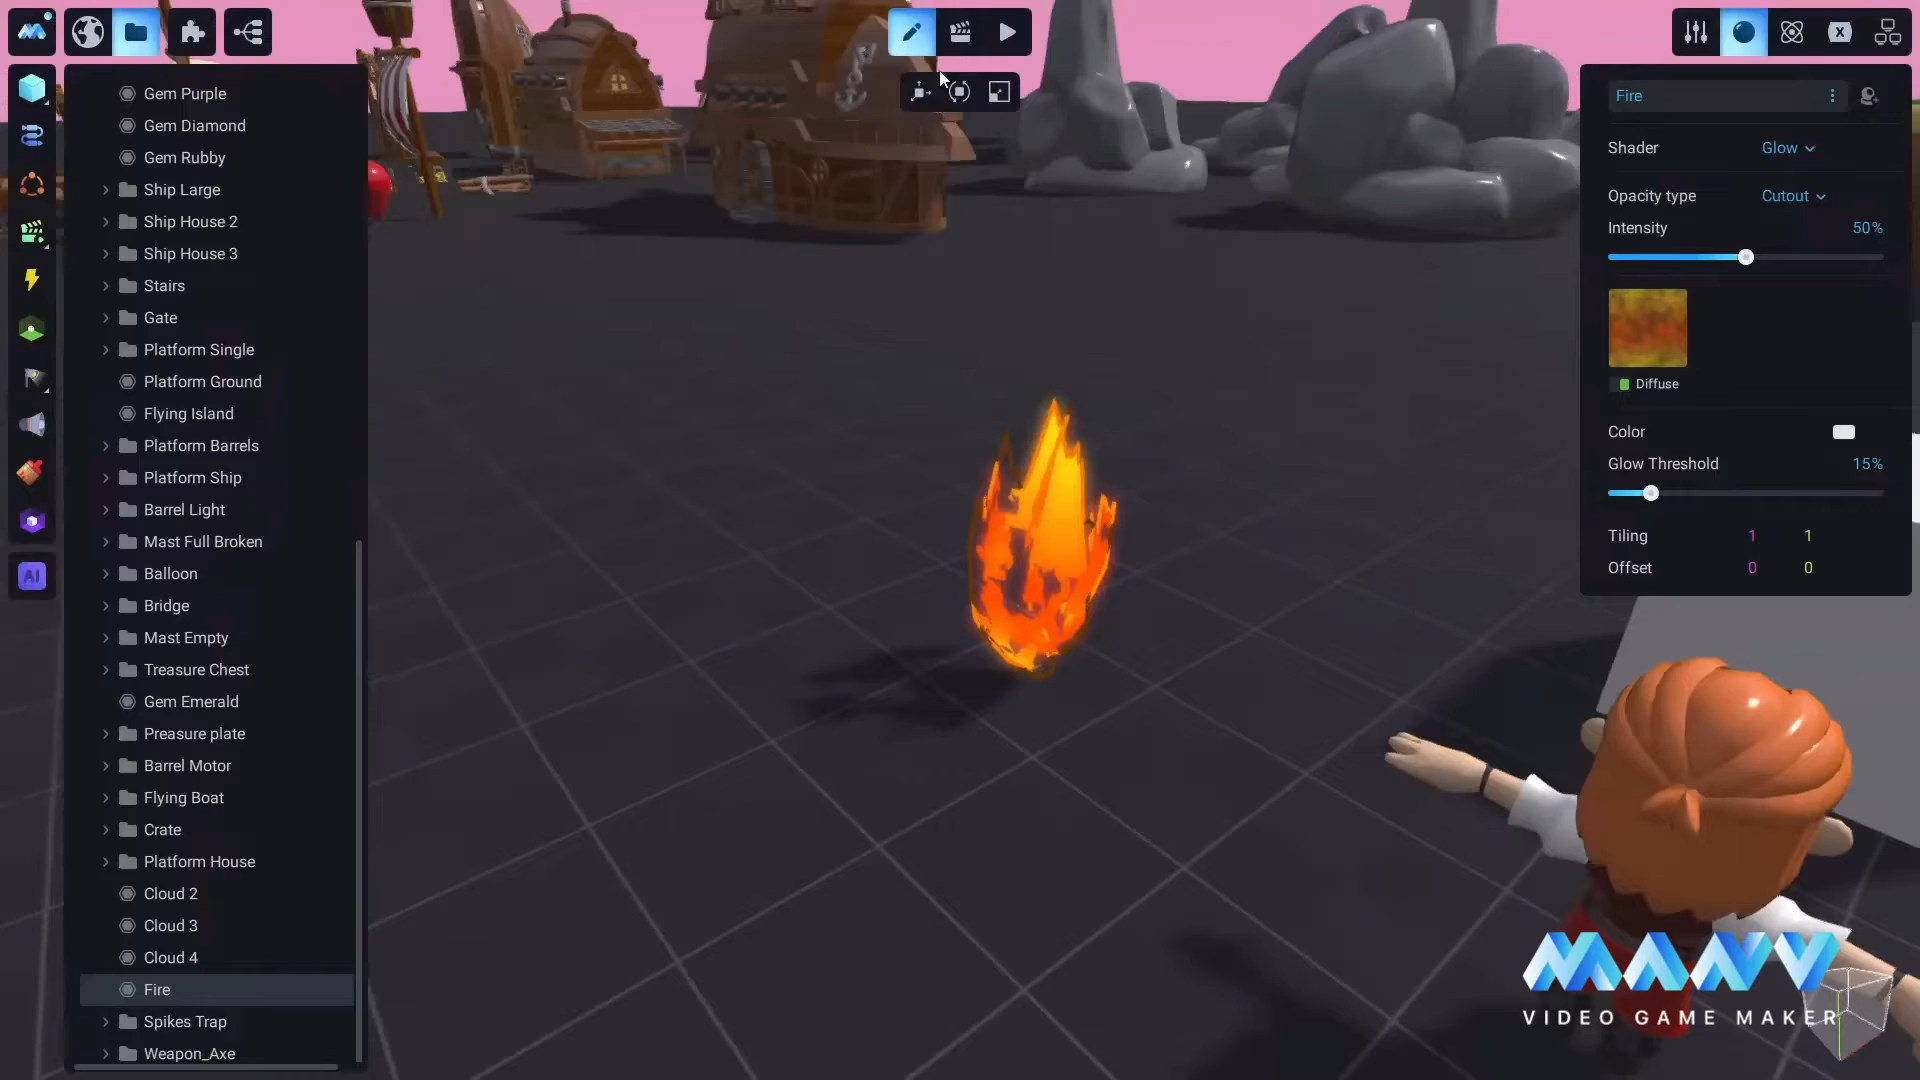 Gem Purple
Gem Diamond
Gem Rubby
Ship Large
Ship House 2
Ship House 3
Stairs
Gate
Platform Single
Platform Ground
Flying Island
Platform Barrels
Platform Ship
Barrel Light
Mast Full Broken
Balloon
Bridge
Mast Empty
Treasure Chest
Gem Emerald
Preasure plate
Barrel Motor
Flying Boat
Crate
Platform House
Cloud 2
Cloud 3
Cloud 4
Fire
Spikes Trap
Weapon_Axe
AI
Fire
Shader Glow
Opacity type Cutout
Intensity 50%
Diffuse
Color
Glow Threshold 15%
Tiling 1 1
Offset 0 0
MANU
VIDEO GAME MAKER